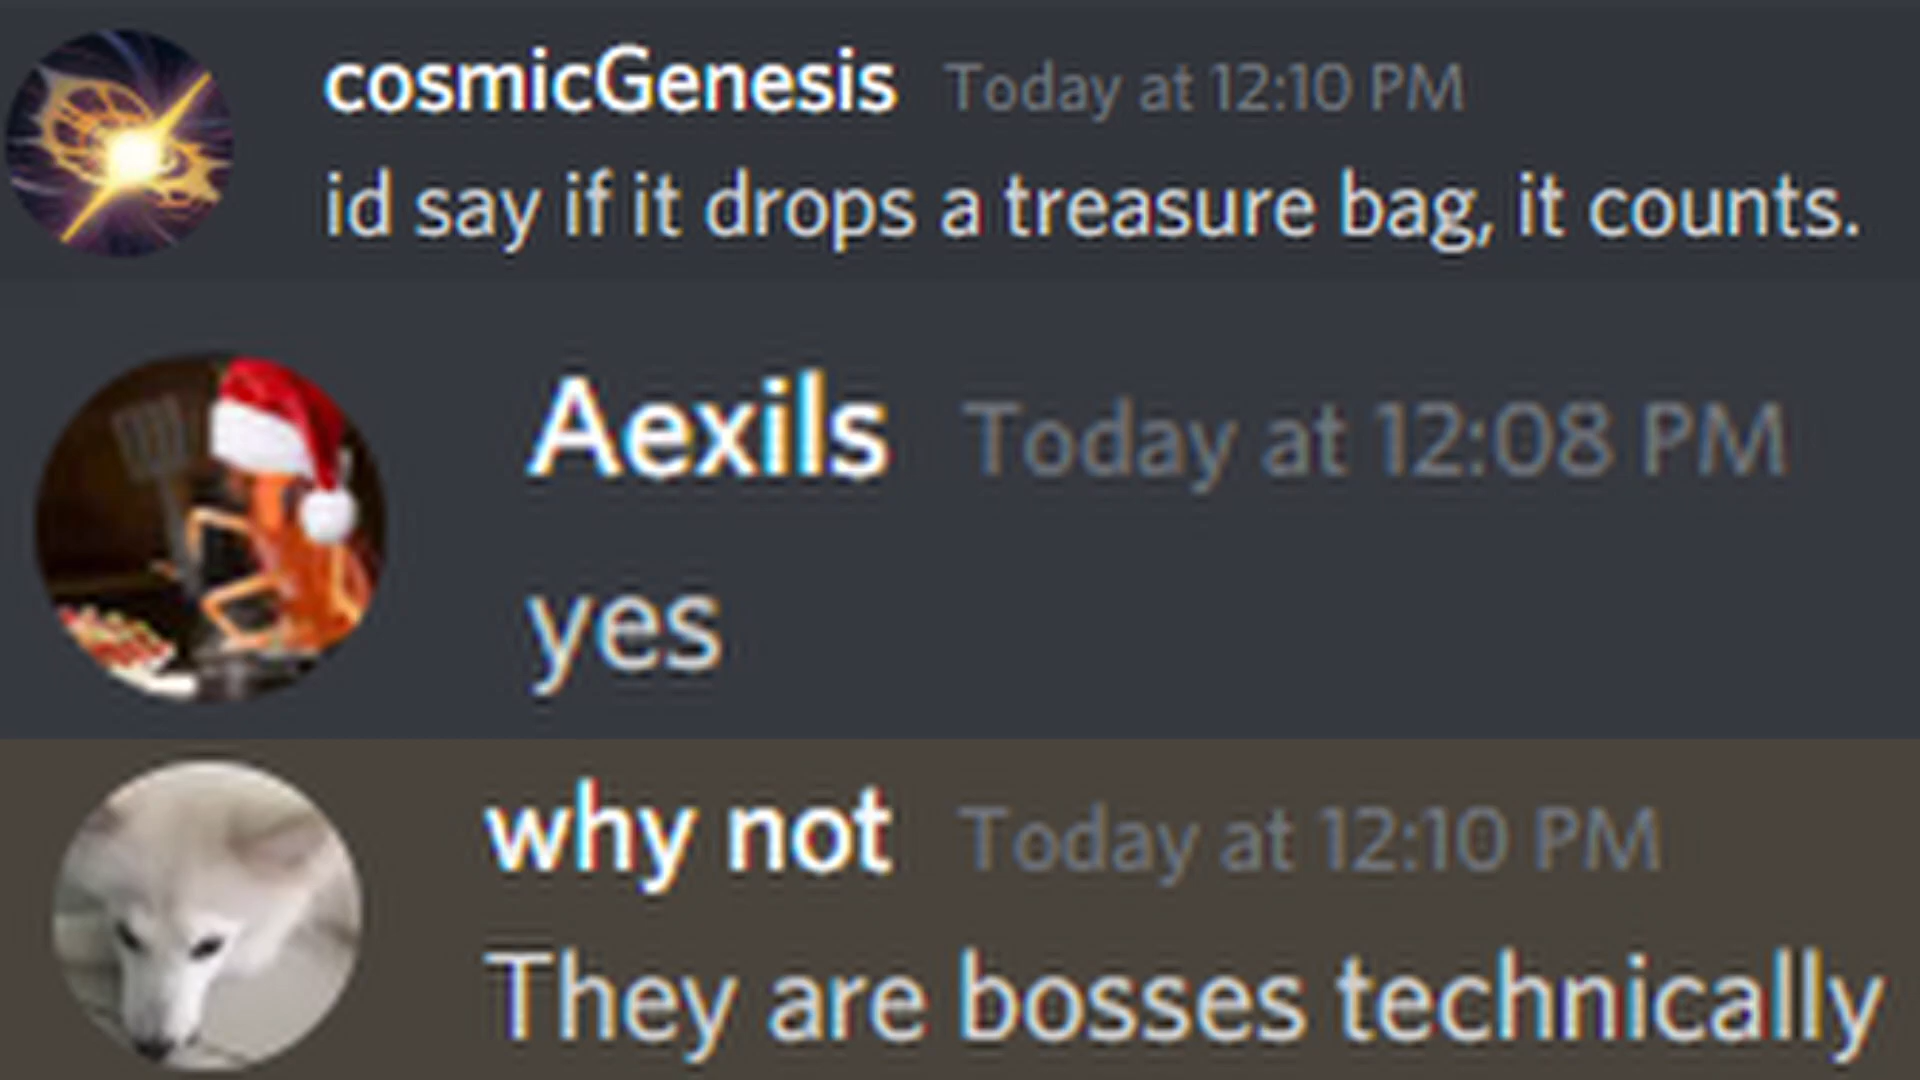 cosmicGenesis Today at 12:10 PM
id say if it drops a treasure bag, it counts.
Aexils Today at 12:08 PM
yes
why not Today at 12:10 PM
They are bosses technically